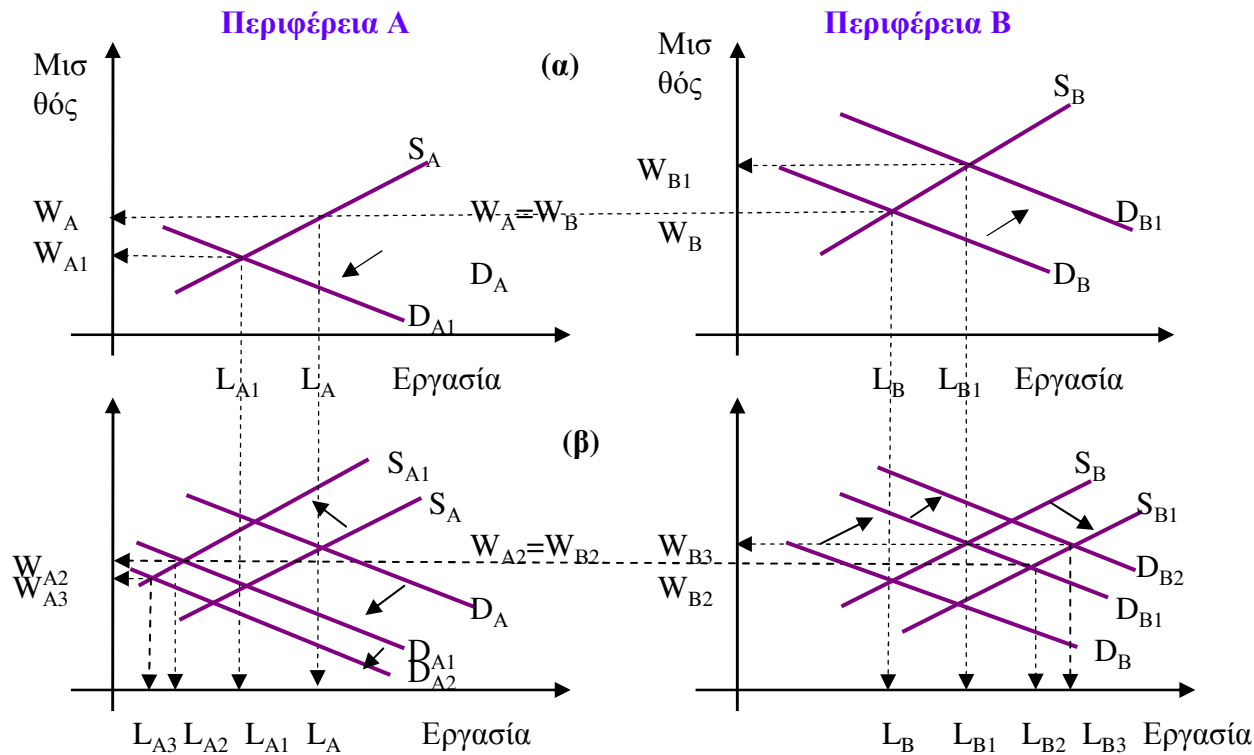 Περιφέρεια Α
Περιφέρεια Β
Μισ
θός
(α)
Μισ
θός
S_A
S_B
W_A
W_A1
W_A=W_B
W_B1
W_B
D_A
D_A1
D_B1
D_B
L_A1 L_A Εργασία
L_B L_B1 Εργασία
(β)
S_A1
S_A
S_B
S_B1
W_A2
W_A3
W_A2=W_B2
W_B3
W_B2
D_A
D_A1
D_A2
D_B2
D_B1
D_B
L_A3 L_A2 L_A1 L_A Εργασία
L_B L_B1 L_B2 L_B3 Εργασία